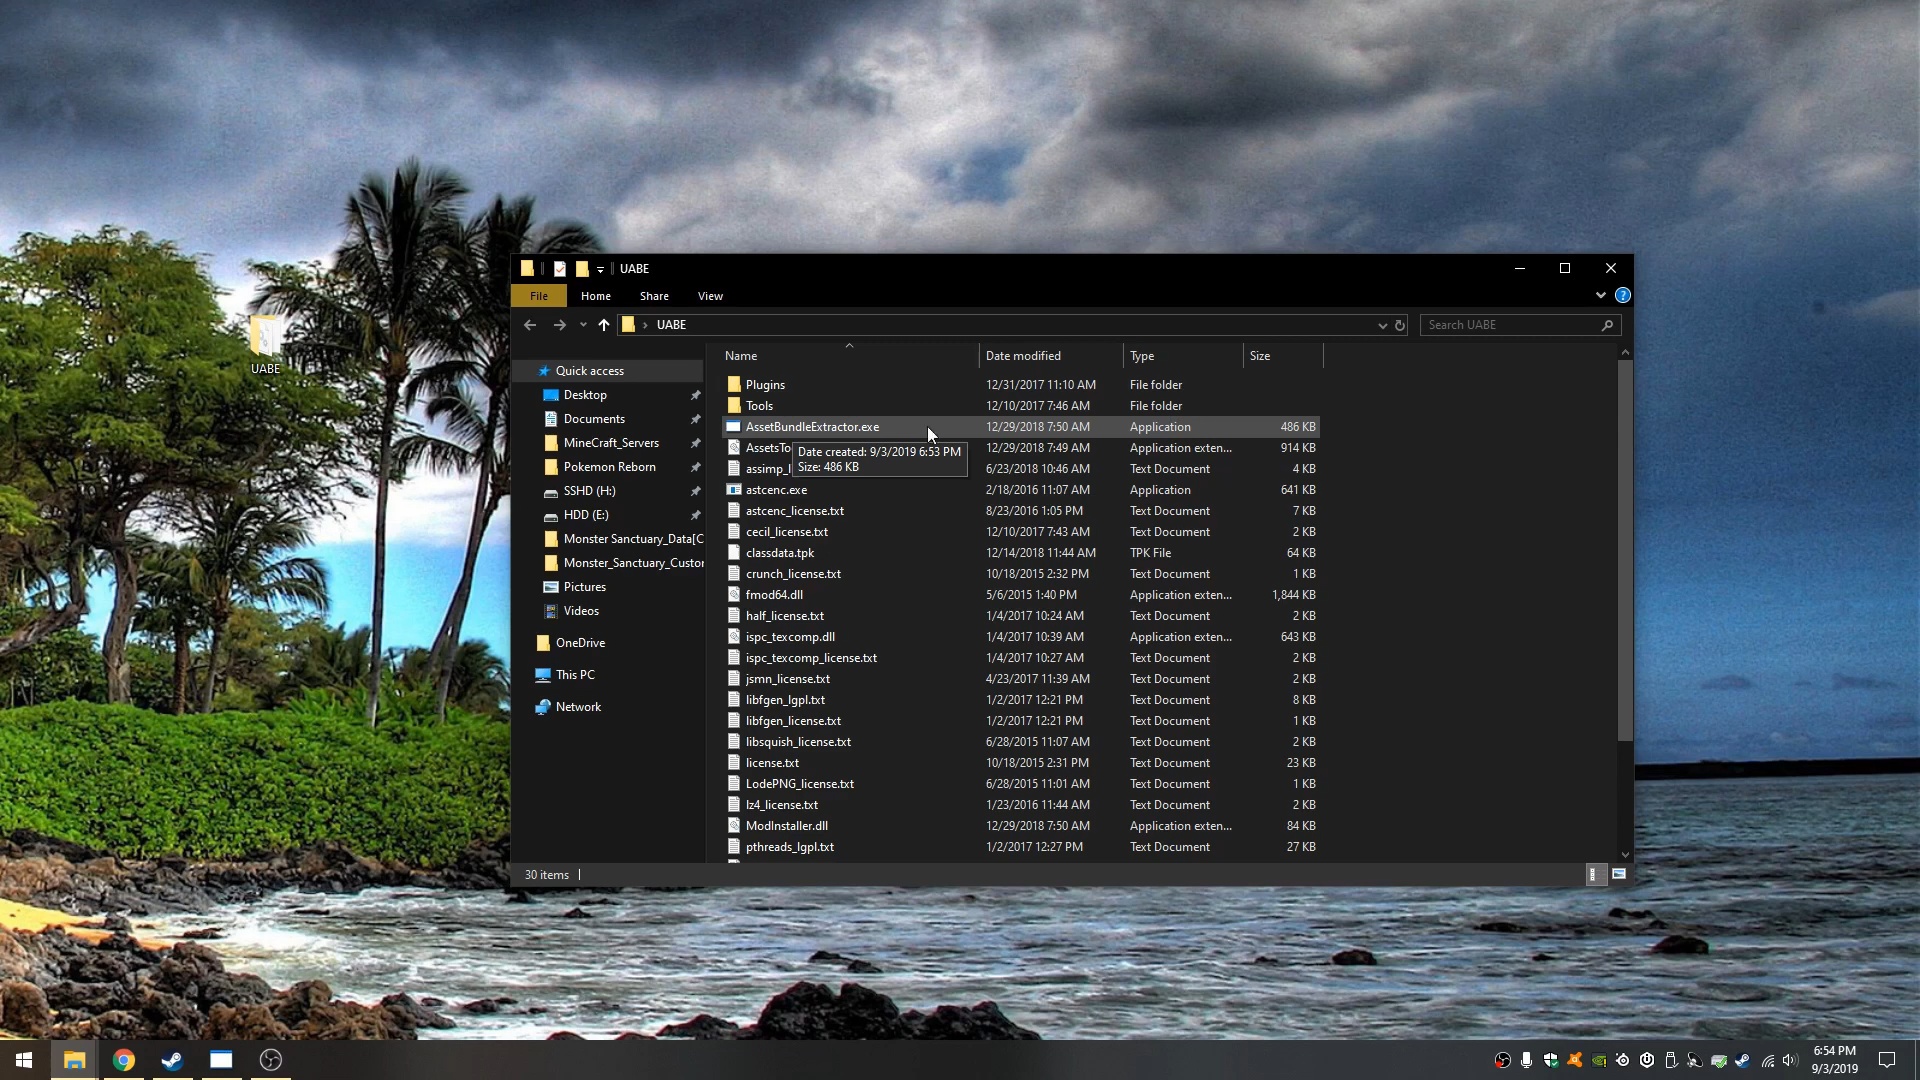 UABE
UABE
File Home Share View
UABE
Search UABE
Name Date modified Type Size
Quick access
Desktop
Documents
MineCraft_Servers
Pokemon Reborn
SSHD (H:)
HDD (E:)
Monster Sanctuary_Data[C
Monster_Sanctuary_Custor
Pictures
Videos
OneDrive
This PC
Network
Plugins 12/31/2017 11:10 AM File folder
Tools 12/10/2017 7:46 AM File folder
AssetBundleExtractor.exe 12/29/2018 7:50 AM Application 486 KB
AssetsTo 12/29/2018 7:49 AM Application exten... 914 KB
Date created: 9/3/2019 6:53 PM
Size: 486 KB
assimp_l 6/23/2018 10:46 AM Text Document 4 KB
astcenc.exe 2/18/2016 11:07 AM Application 641 KB
astcenc_license.txt 8/23/2016 1:05 PM Text Document 7 KB
cecil_license.txt 12/10/2017 7:43 AM Text Document 2 KB
classdata.tpk 12/14/2018 11:44 AM TPK File 64 KB
crunch_license.txt 10/18/2015 2:32 PM Text Document 1 KB
fmod64.dll 5/6/2015 1:40 PM Application exten... 1,844 KB
half_license.txt 1/4/2017 10:24 AM Text Document 2 KB
ispc_texcomp.dll 1/4/2017 10:39 AM Application exten... 643 KB
ispc_texcomp_license.txt 1/4/2017 10:27 AM Text Document 2 KB
jsmn_license.txt 4/23/2017 11:39 AM Text Document 2 KB
libfgen_lgpl.txt 1/2/2017 12:21 PM Text Document 8 KB
libfgen_license.txt 1/2/2017 12:21 PM Text Document 1 KB
libsquish_license.txt 6/28/2015 11:07 AM Text Document 2 KB
license.txt 10/18/2015 2:31 PM Text Document 23 KB
LodePNG_license.txt 6/28/2015 11:01 AM Text Document 1 KB
lz4_license.txt 1/23/2016 11:44 AM Text Document 2 KB
ModInstaller.dll 12/29/2018 7:50 AM Application exten... 84 KB
pthreads_lgpl.txt 1/2/2017 12:27 PM Text Document 27 KB
30 items
6:54 PM
9/3/2019